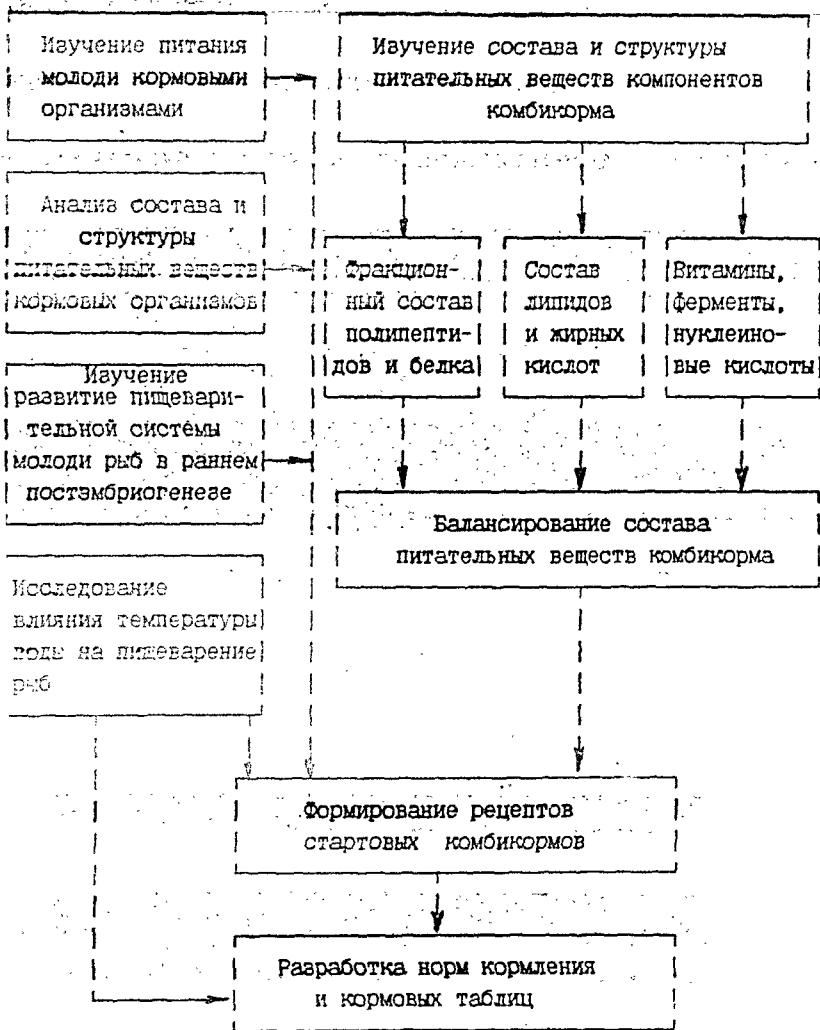 Изучение питания
молоди кормовыми
организмами
Изучение состава и структуры
питательных веществ компонентов
комбикорма
Анализ состава и
структуры
питательных веществ
кормовых организмов
Фракцион-
ный состав
полипепти-
дов и белка
Состав
липидов
и жирных
кислот
Витамины,
ферменты,
нуклеино-
вые кислоты
Изучение
развитие пищевари-
тельной системы
молоди рыб в раннем
постэмбриогенезе
Балансирование состава
питательных веществ комбикорма
Исследование
влияния температуры
воды на пищеварение
рыб
Формирование рецептов
стартовых комбикормов
Разработка норм кормления
и кормовых таблиц